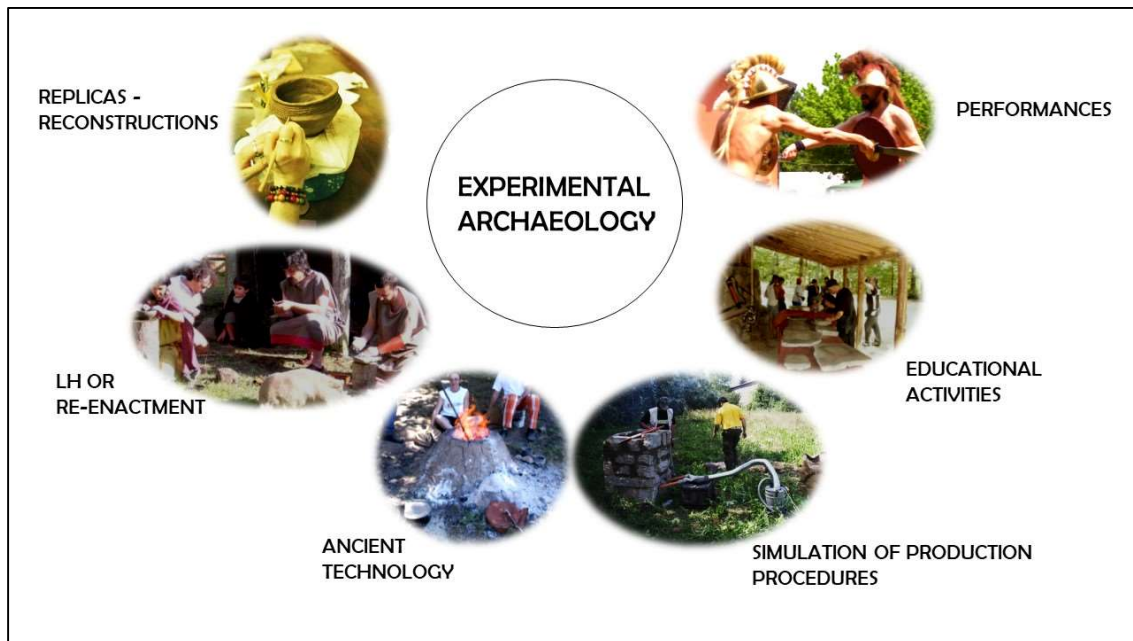 REPLICAS -
RECONSTRUCTIONS
EXPERIMENTAL
ARCHAEOLOGY
PERFORMANCES
LH OR
RE-ENACTMENT
EDUCATIONAL
ACTIVITIES
ANCIENT
TECHNOLOGY
SIMULATION OF PRODUCTION
PROCEDURES